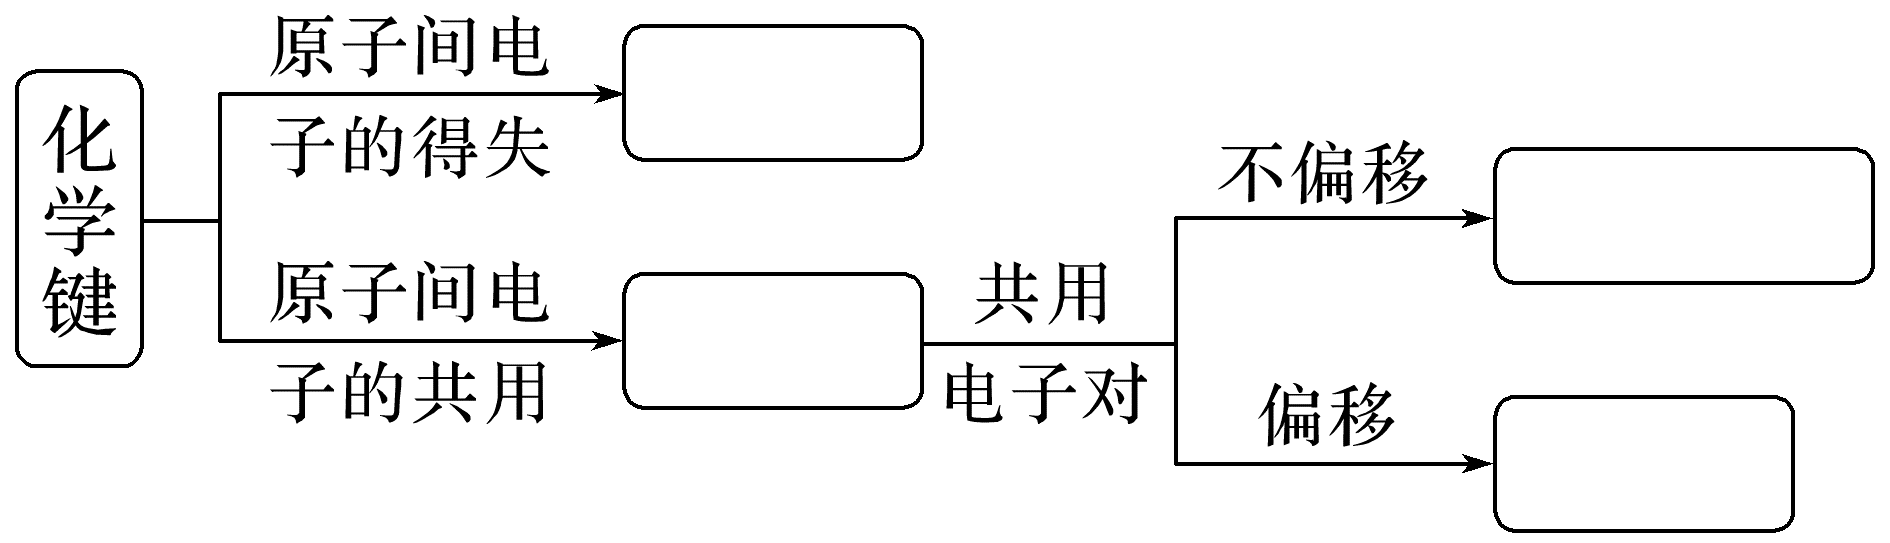 化学键
原子间电
子的得失
原子间电
子的共用
共用
电子对
不偏移
偏移